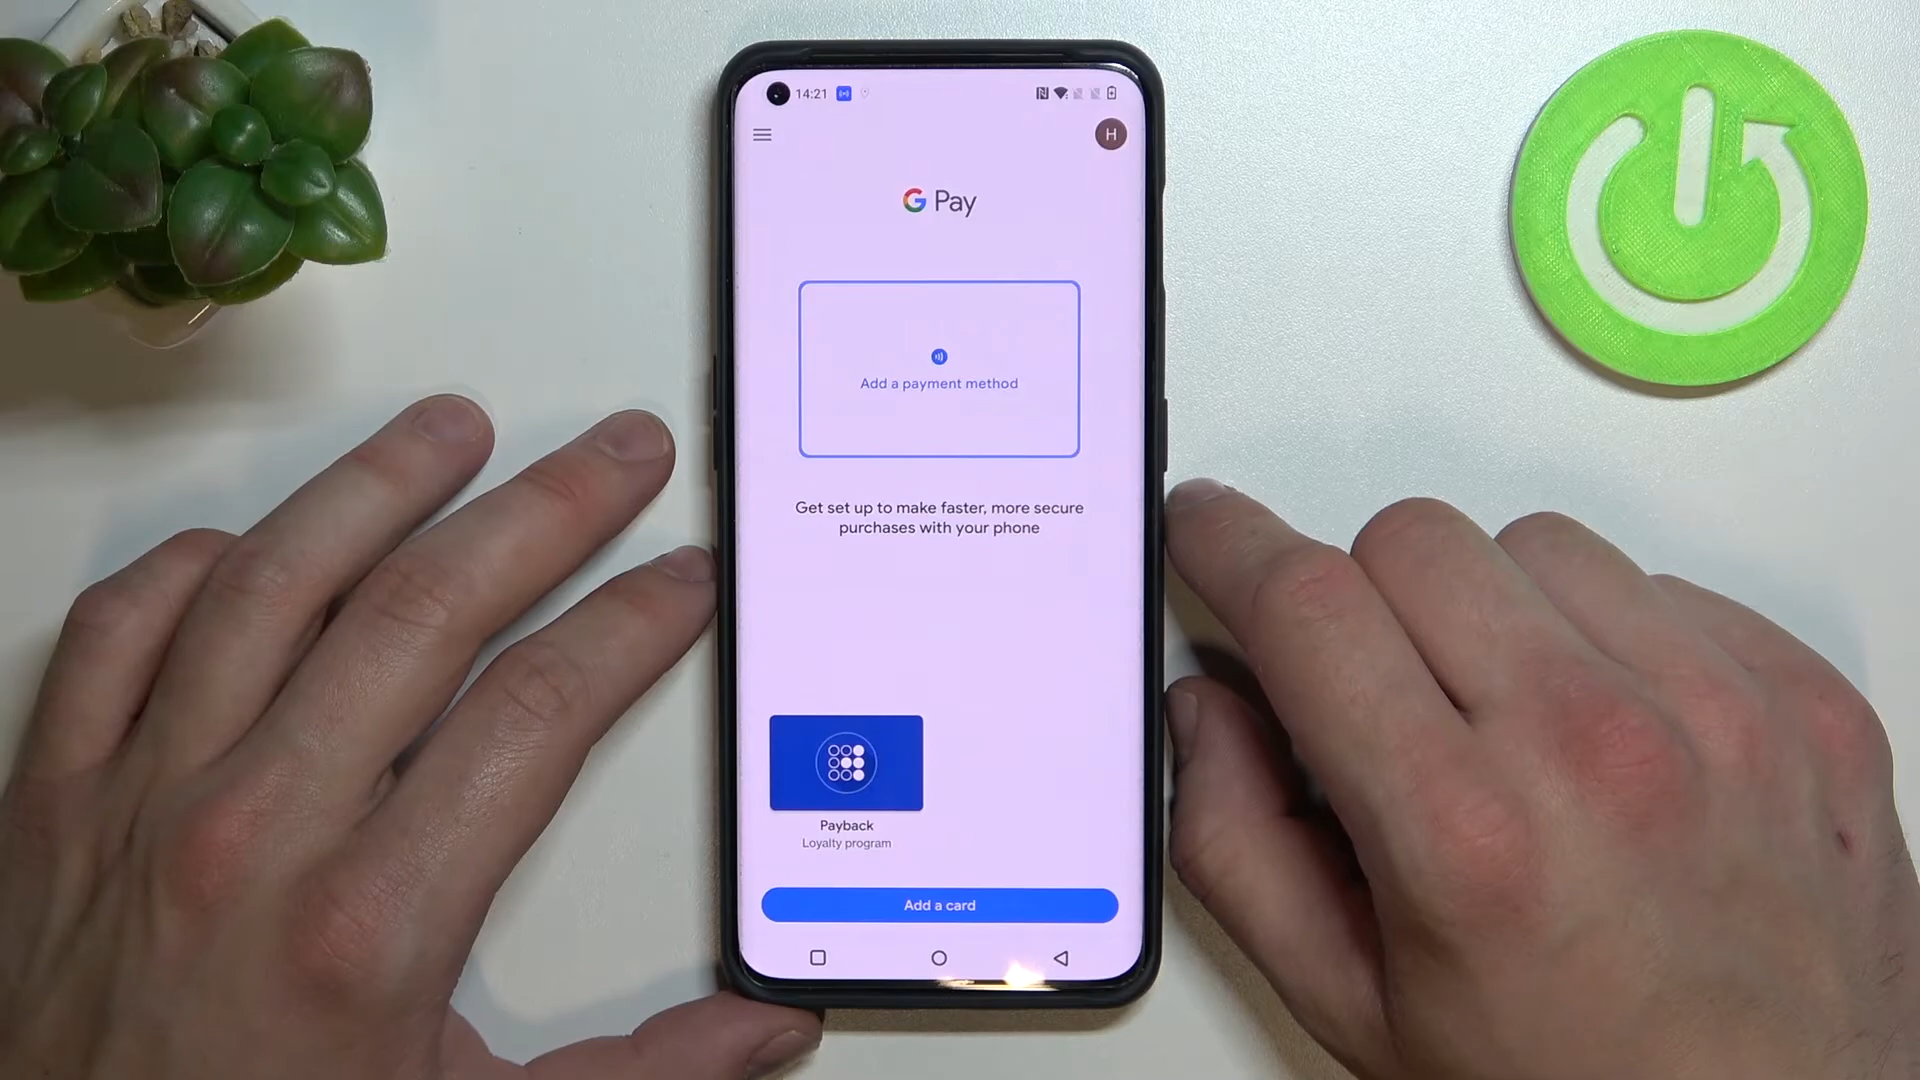 14:21
H
G Pay
Add a payment method
Get set up to make faster, more secure
purchases with your phone
Payback
Loyalty program
Add a card